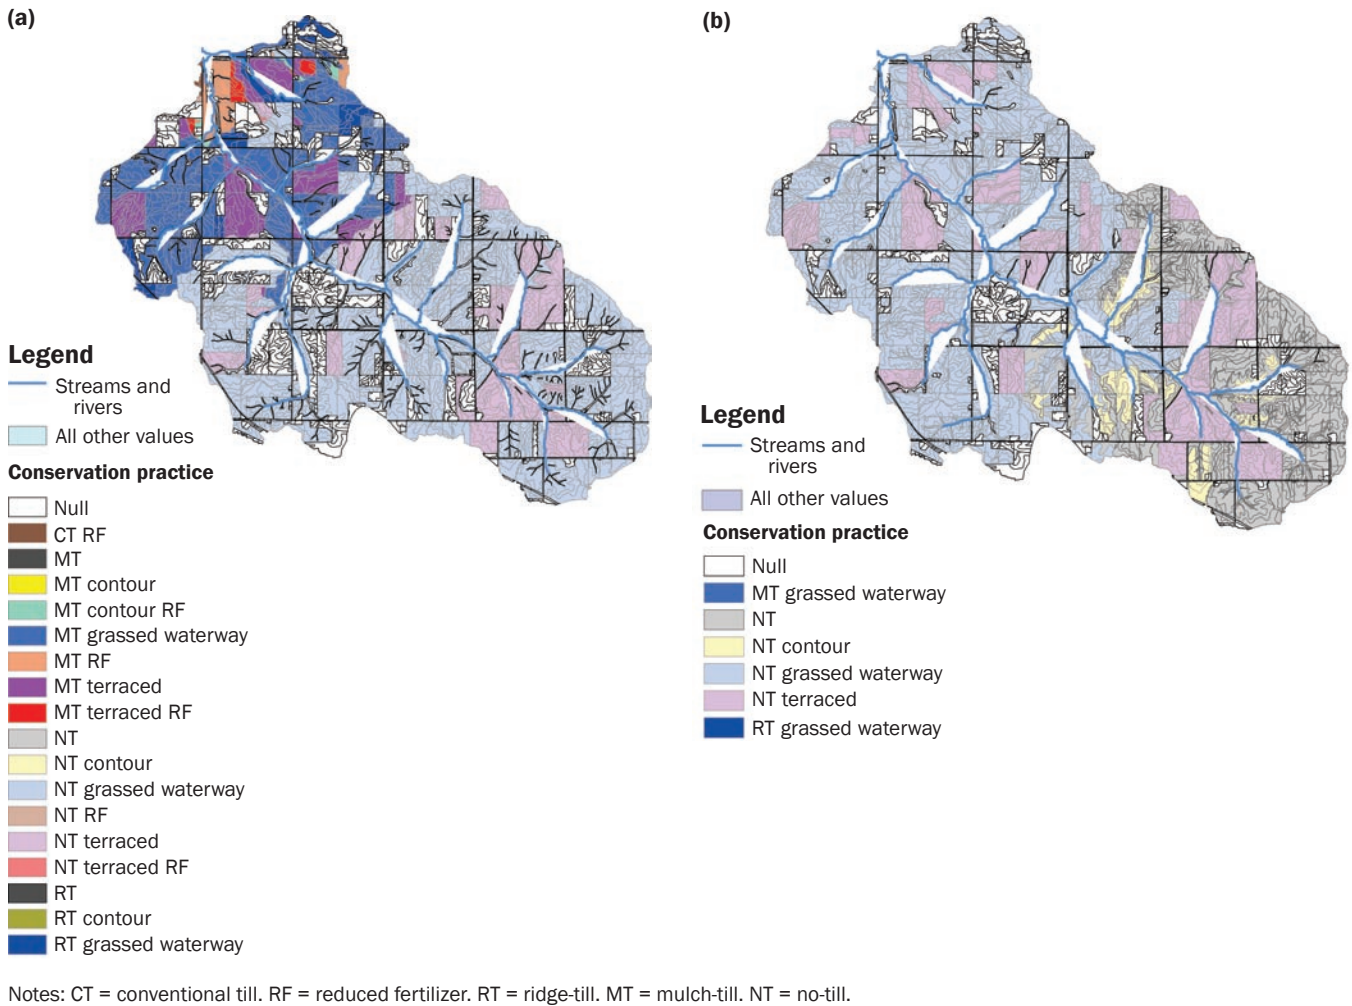 (a)
Legend
Streams and
rivers
All other values
Conservation practice
Null
CT RF
MT
MT contour
MT contour RF
MT grassed waterway
MT RF
MT terraced
MT terraced RF
NT
NT contour
NT grassed waterway
NT RF
NT terraced
NT terraced RF
RT
RT contour
RT grassed waterway
(b)
Legend
Streams and
rivers
All other values
Conservation practice
Null
MT grassed waterway
NT
NT contour
NT grassed waterway
NT terraced
RT grassed waterway
Notes: CT = conventional till. RF = reduced fertilizer. RT = ridge-till. MT = mulch-till. NT = no-till.